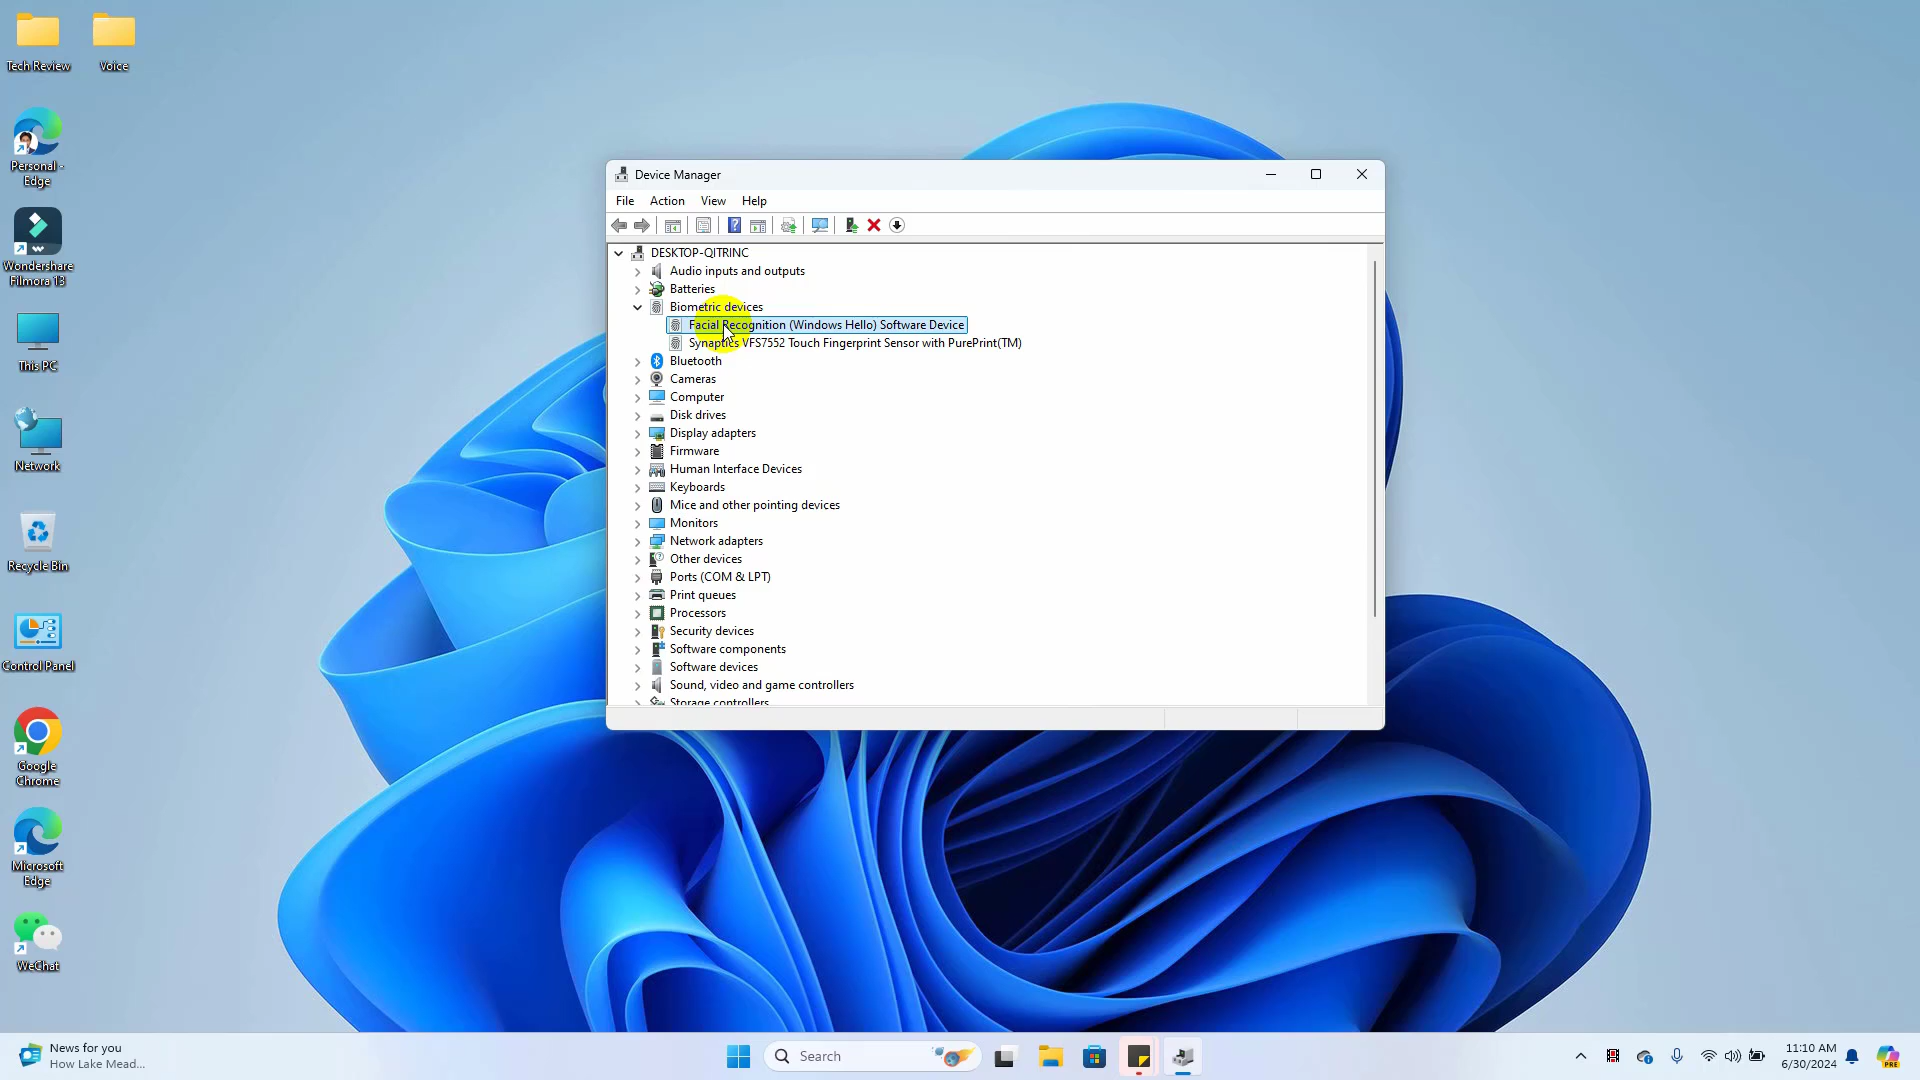 Tech Review
Voice
Personal -
Edge
Wondershare
Filmora 13
This PC
Network
Recycle Bin
Control Panel
Google
Chrome
Microsoft
Edge
WeChat
Device Manager
File Action View Help
DESKTOP-QITRINC
Audio inputs and outputs
Batteries
Biometric devices
Facial Recognition (Windows Hello) Software Device
Synaptics VFS7552 Touch Fingerprint Sensor with PurePrint(TM)
Bluetooth
Cameras
Computer
Disk drives
Display adapters
Firmware
Human Interface Devices
Keyboards
Mice and other pointing devices
Monitors
Network adapters
Other devices
Ports (COM & LPT)
Print queues
Processors
Security devices
Software components
Software devices
Sound, video and game controllers
Storage controllers
News for you
How Lake Mead...
Search
11:10 AM
6/30/2024
PRE